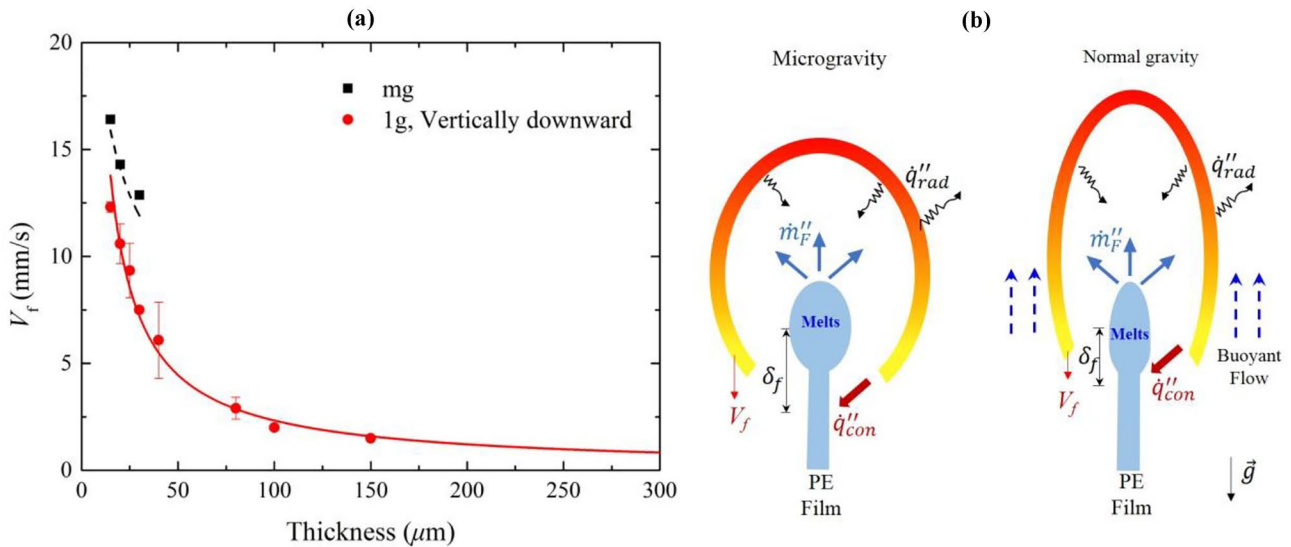 (a)
20
15
10
5
0
V_f (mm/s)
mg
1g, Vertically downward
0 50 100 150 200 250 300
Thickness (μm)
(b)
Microgravity
q̇''_rad
ṁ''_F
Melts
δ_f
V_f
q̇''_con
PE
Film
Normal gravity
q̇''_rad
ṁ''_F
Melts
δ_f
V_f
q̇''_con
Buoyant
Flow
PE
Film
g⃗